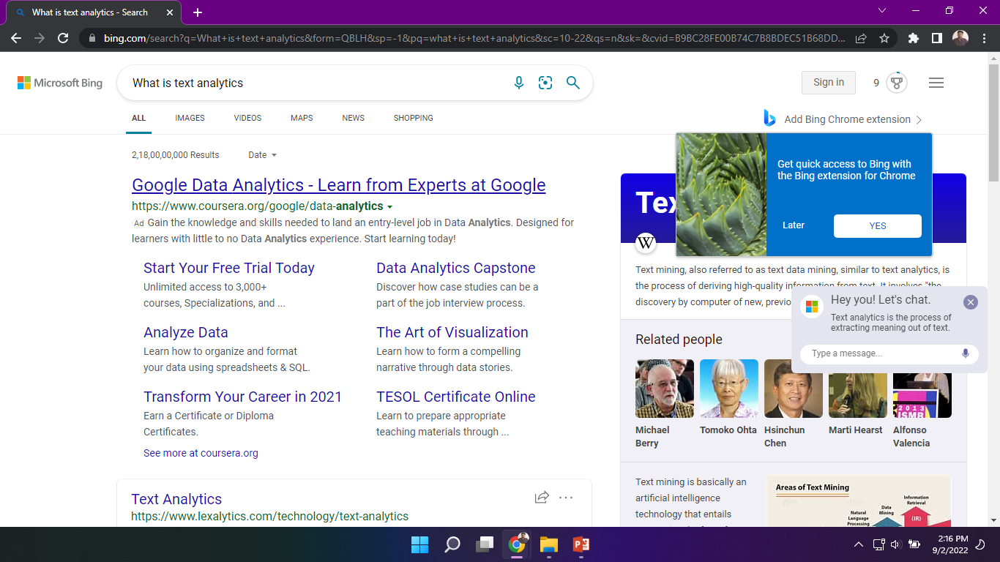 What is text analytics - Search
bing.com/search?q=What+is+text+analytics&form=QBLH&sp=-1&pq=what+is+text+analytics&sc=10-22&qs=n&sk=&cvid=B9BC28FE00B74C7B8BDEC51B68DD...
Microsoft Bing
What is text analytics
Sign in
9
ALL
IMAGES
VIDEOS
MAPS
NEWS
SHOPPING
Add Bing Chrome extension
2,18,00,00,000 Results
Date
Google Data Analytics - Learn from Experts at Google
https://www.coursera.org/google/data-analytics
Ad Gain the knowledge and skills needed to land an entry-level job in Data Analytics. Designed for
learners with little to no Data Analytics experience. Start learning today!
Start Your Free Trial Today
Unlimited access to 3,000+
courses, Specializations, and ...
Data Analytics Capstone
Discover how case studies can be a
part of the job interview process.
Analyze Data
Learn how to organize and format
your data using spreadsheets & SQL.
The Art of Visualization
Learn how to form a compelling
narrative through data stories.
Transform Your Career in 2021
Earn a Certificate or Diploma
Certificates.
TESOL Certificate Online
Learn to prepare appropriate
teaching materials through ...
See more at coursera.org
Text Analytics
https://www.lexalytics.com/technology/text-analytics
Get quick access to Bing with
the Bing extension for Chrome
Later
YES
Tex
W
Text mining, also referred to as text data mining, similar to text analytics, is
the process of deriving high-quality information from text. It involves "the
discovery by computer of new, previo
Hey you! Let's chat.
Text analytics is the process of
extracting meaning out of text.
Type a message...
Related people
2013
ISMB
Michael
Berry
Tomoko Ohta
Hsinchun
Chen
Marti Hearst
Alfonso
Valencia
Text mining is basically an
artificial intelligence
technology that entails
Areas of Text Mining
Information
Retrieval
(IR)
Data
Mining
Natural
Language
Processing
2:16 PM
9/2/2022